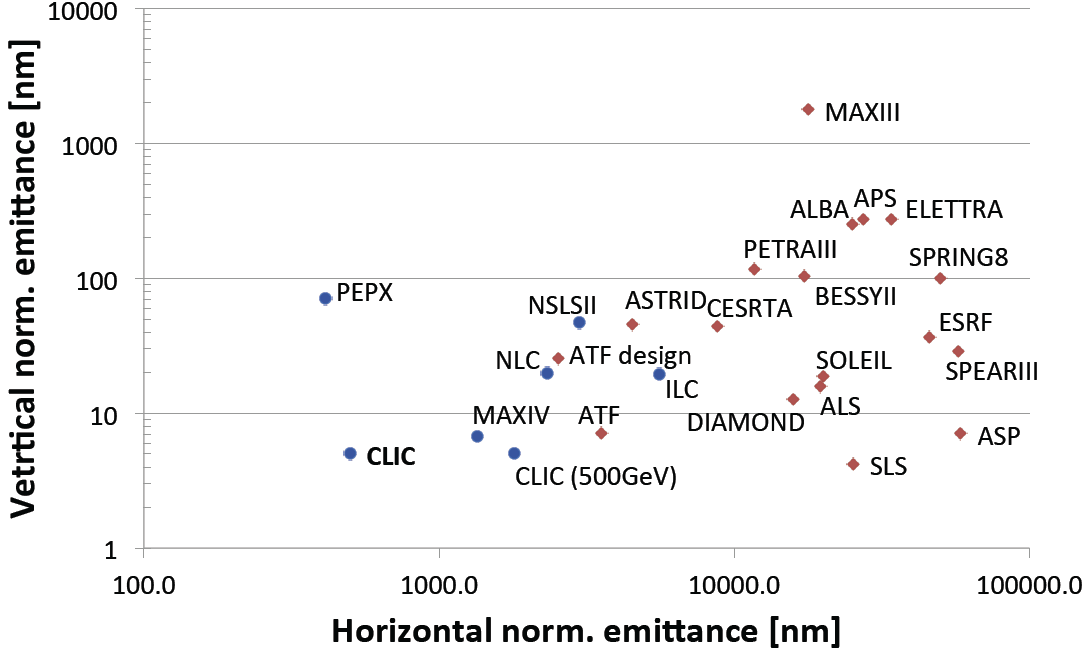 10000
1000
100
10
1
Vetrtical norm. emittance [nm]
MAXIII
ALBA APS ELETTRA
PETRAIII SPRING8
BESSYII
PEPX
NSLSII ASTRID CESRTA
ESRF
NLC ATF design SOLEIL
SPEARIII
ILC
MAXIV ATF DIAMOND ALS
ASP
CLIC
SLS
CLIC (500GeV)
100.0 1000.0 10000.0 100000.0
Horizontal norm. emittance [nm]